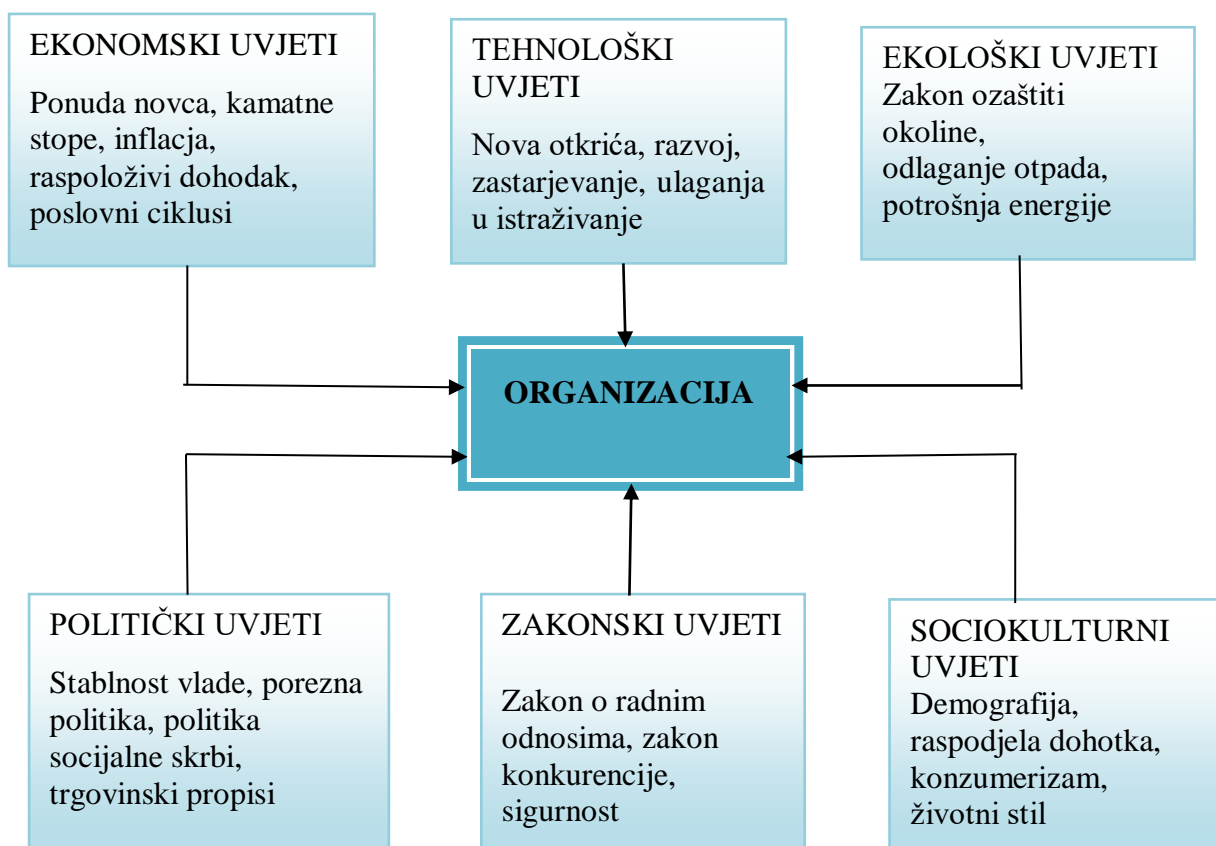 EKONOMSKI UVJETI
Ponuda novca, kamatne
stope, inflacja,
raspoloživi dohodak,
poslovni ciklusi
TEHNOLOŠKI
UVJETI
Nova otkrića, razvoj,
zastarjevanje, ulaganja
u istraživanje
EKOLOŠKI UVJETI
Zakon ozaštiti
okoline,
odlaganje otpada,
potrošnja energije
ORGANIZACIJA
POLITIČKI UVJETI
Stablnost vlade, porezna
politika, politika
socijalne skrbi,
trgovinski propisi
ZAKONSKI UVJETI
Zakon o radnim
odnosima, zakon
konkurencije,
sigurnost
SOCIOKULTURNI
UVJETI
Demografija,
raspodjela dohotka,
konzumerizam,
životni stil